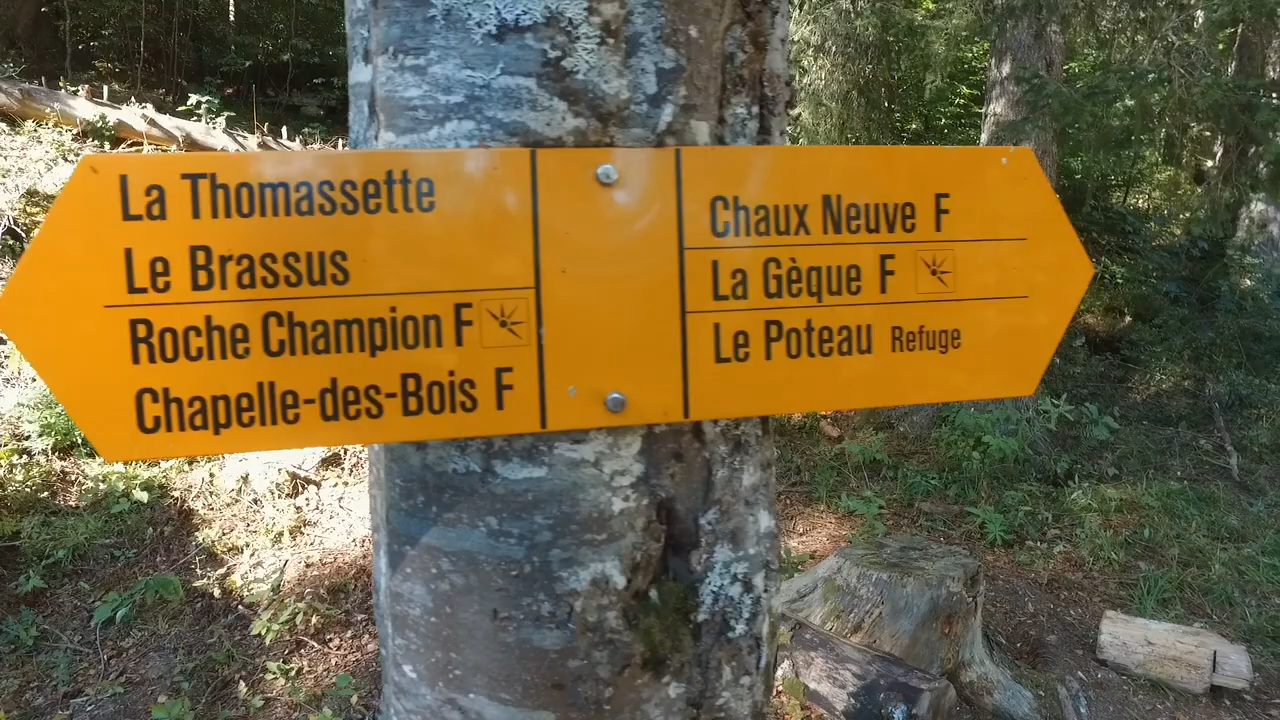 La Thomassette
Le Brassus
Roche Champion F
Chapelle-des-Bois F
Chaux Neuve F
La Gèque F
Le Poteau Refuge